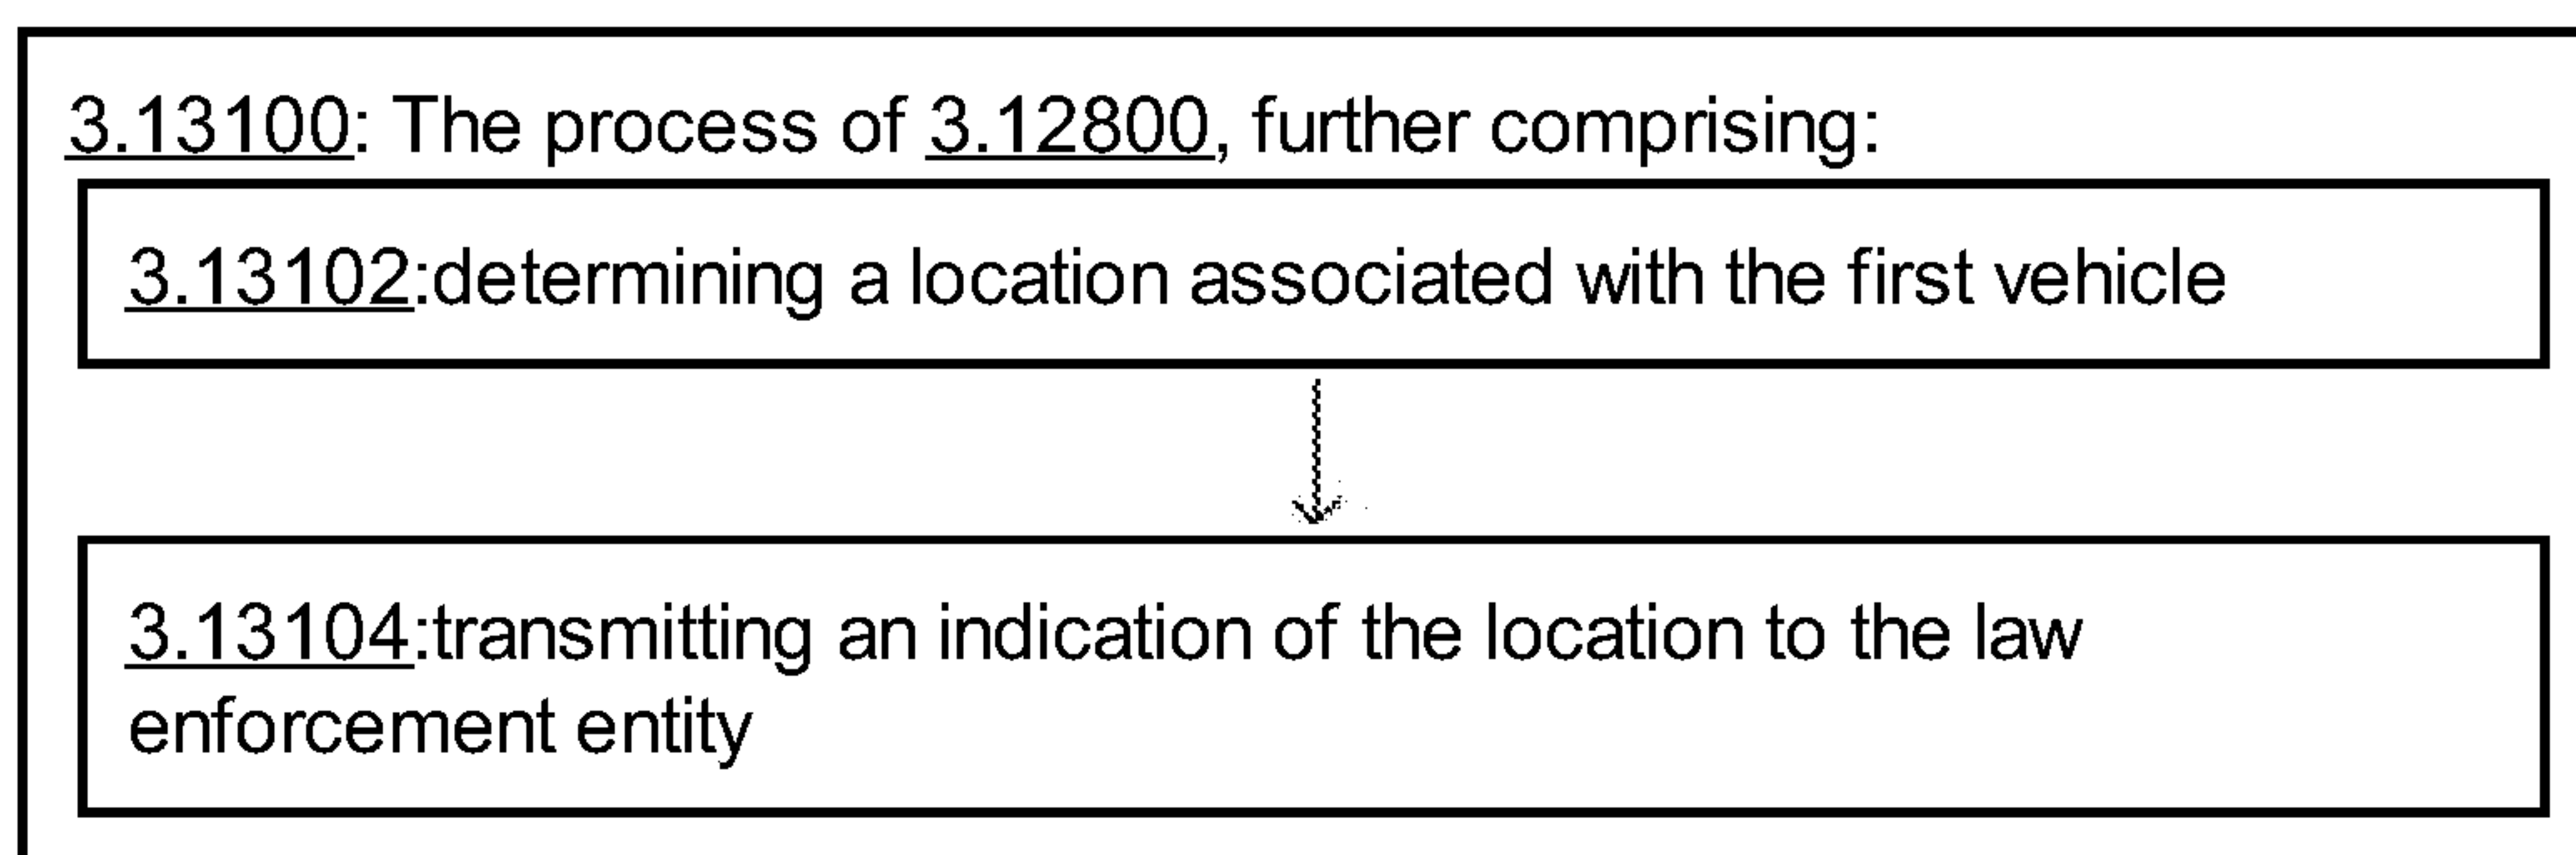 3.13100: The process of 3.12800, further comprising:
3.13102:determining a location associated with the first vehicle
3.13104:transmitting an indication of the location to the law
enforcement entity